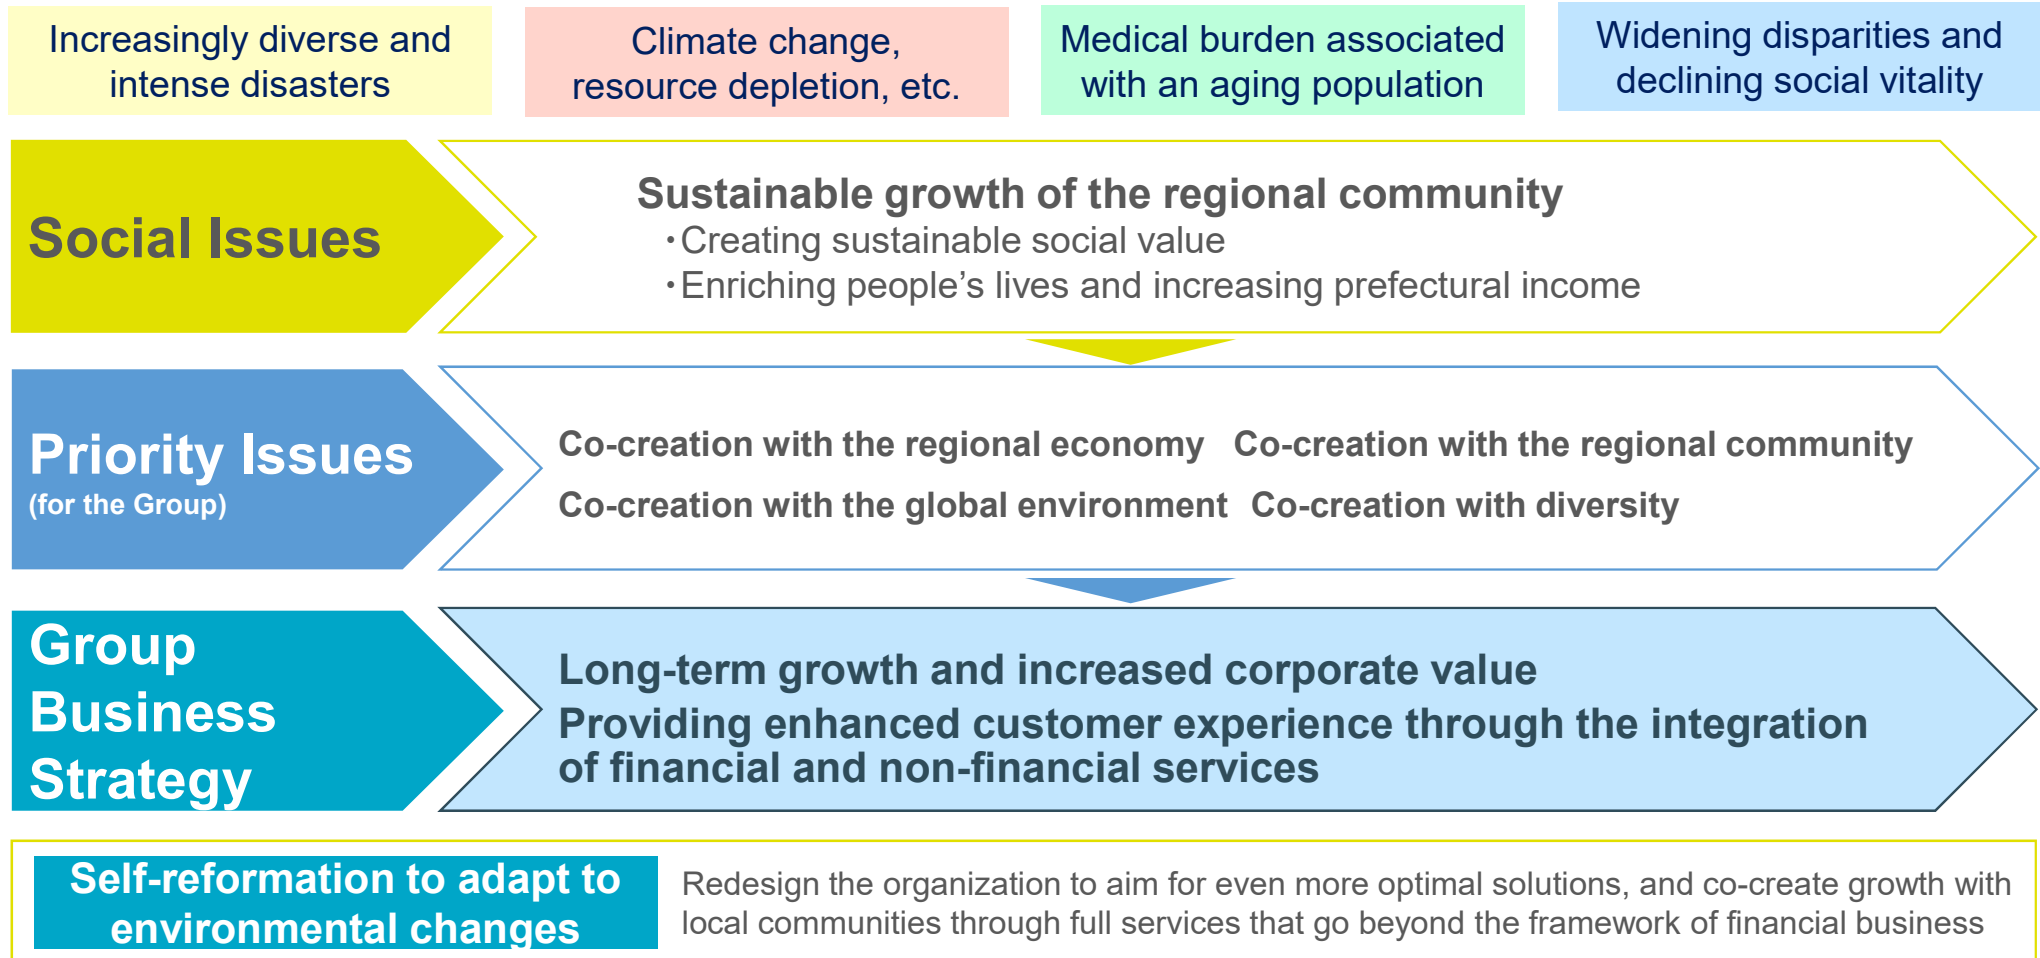 Increasingly diverse and
intense disasters
Climate change,
resource depletion, etc.
Medical burden associated
with an aging population
Widening disparities and
declining social vitality
Social Issues
Sustainable growth of the regional community
・Creating sustainable social value
・Enriching people’s lives and increasing prefectural income
Priority Issues
(for the Group)
Co-creation with the regional economy Co-creation with the regional community
Co-creation with the global environment Co-creation with diversity
Group
Business
Strategy
Long-term growth and increased corporate value
Providing enhanced customer experience through the integration
of financial and non-financial services
Self-reformation to adapt to
environmental changes
Redesign the organization to aim for even more optimal solutions, and co-create growth with
local communities through full services that go beyond the framework of financial business